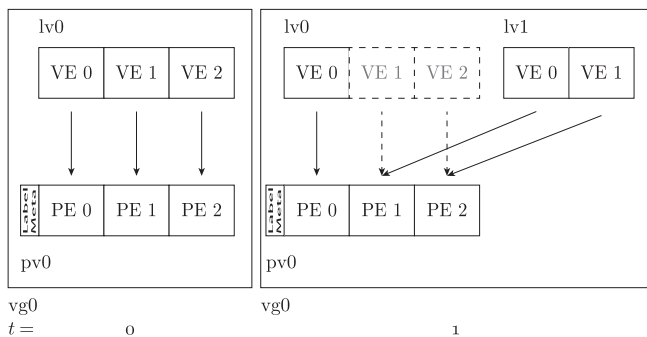 lv0 lv0 lv1
VE 0 VE 1 VE 2 VE 0 VE 1 VE 2 VE 0 VE 1
Label Meta PE 0 PE 1 PE 2 Label Meta PE 0 PE 1 PE 2
pv0 pv0
vg0 vg0
t = 0 1